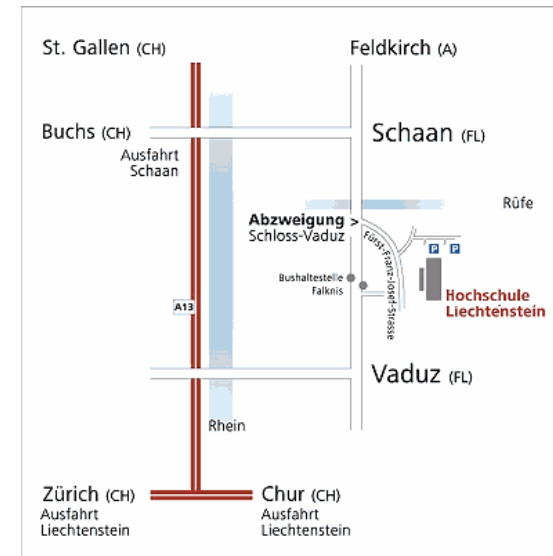 St. Gallen (CH)
Feldkirch (A)
Buchs (CH)
Schaan (FL)
Ausfahrt
Schaan
Rüfe
Abzweigung >
Schloss-Vaduz
Fürst-Franz-Josef-Strasse
P P
Bushaltestelle
Falknis
Hochschule
Liechtenstein
A13
Vaduz (FL)
Rhein
Zürich (CH)
Ausfahrt
Liechtenstein
Chur (CH)
Ausfahrt
Liechtenstein